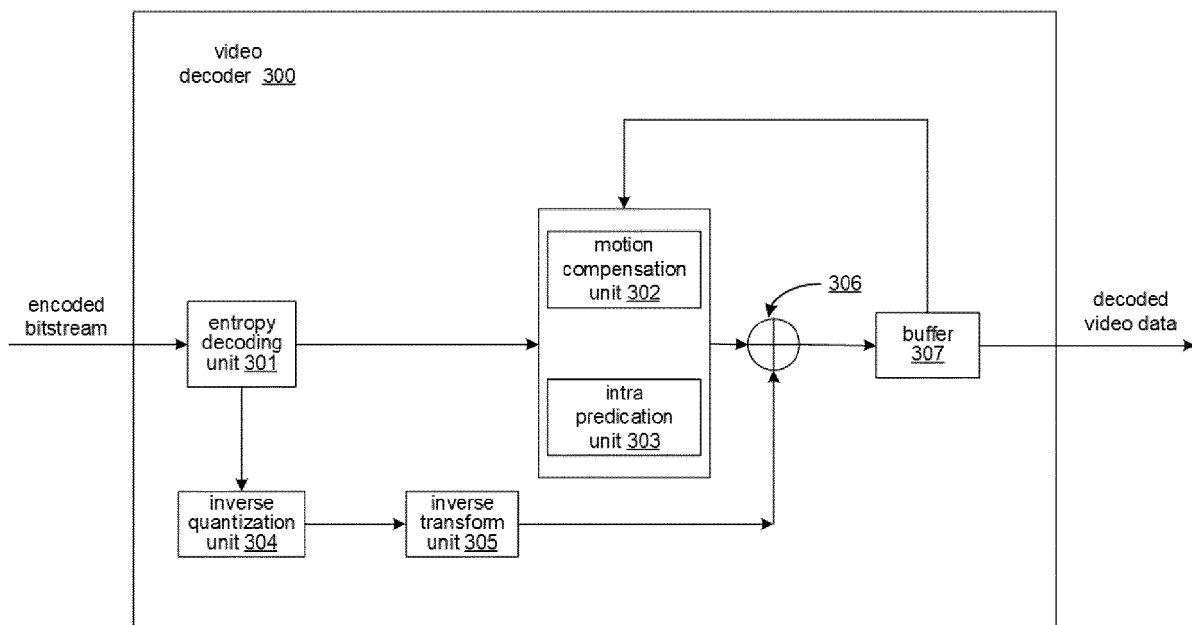 video
decoder 300
motion
compensation
unit 302
306
encoded
bitstream
decoded
video data
entropy
decoding
unit 301
buffer
307
intra
predication
unit 303
inverse
quantization
unit 304
inverse
transform
unit 305